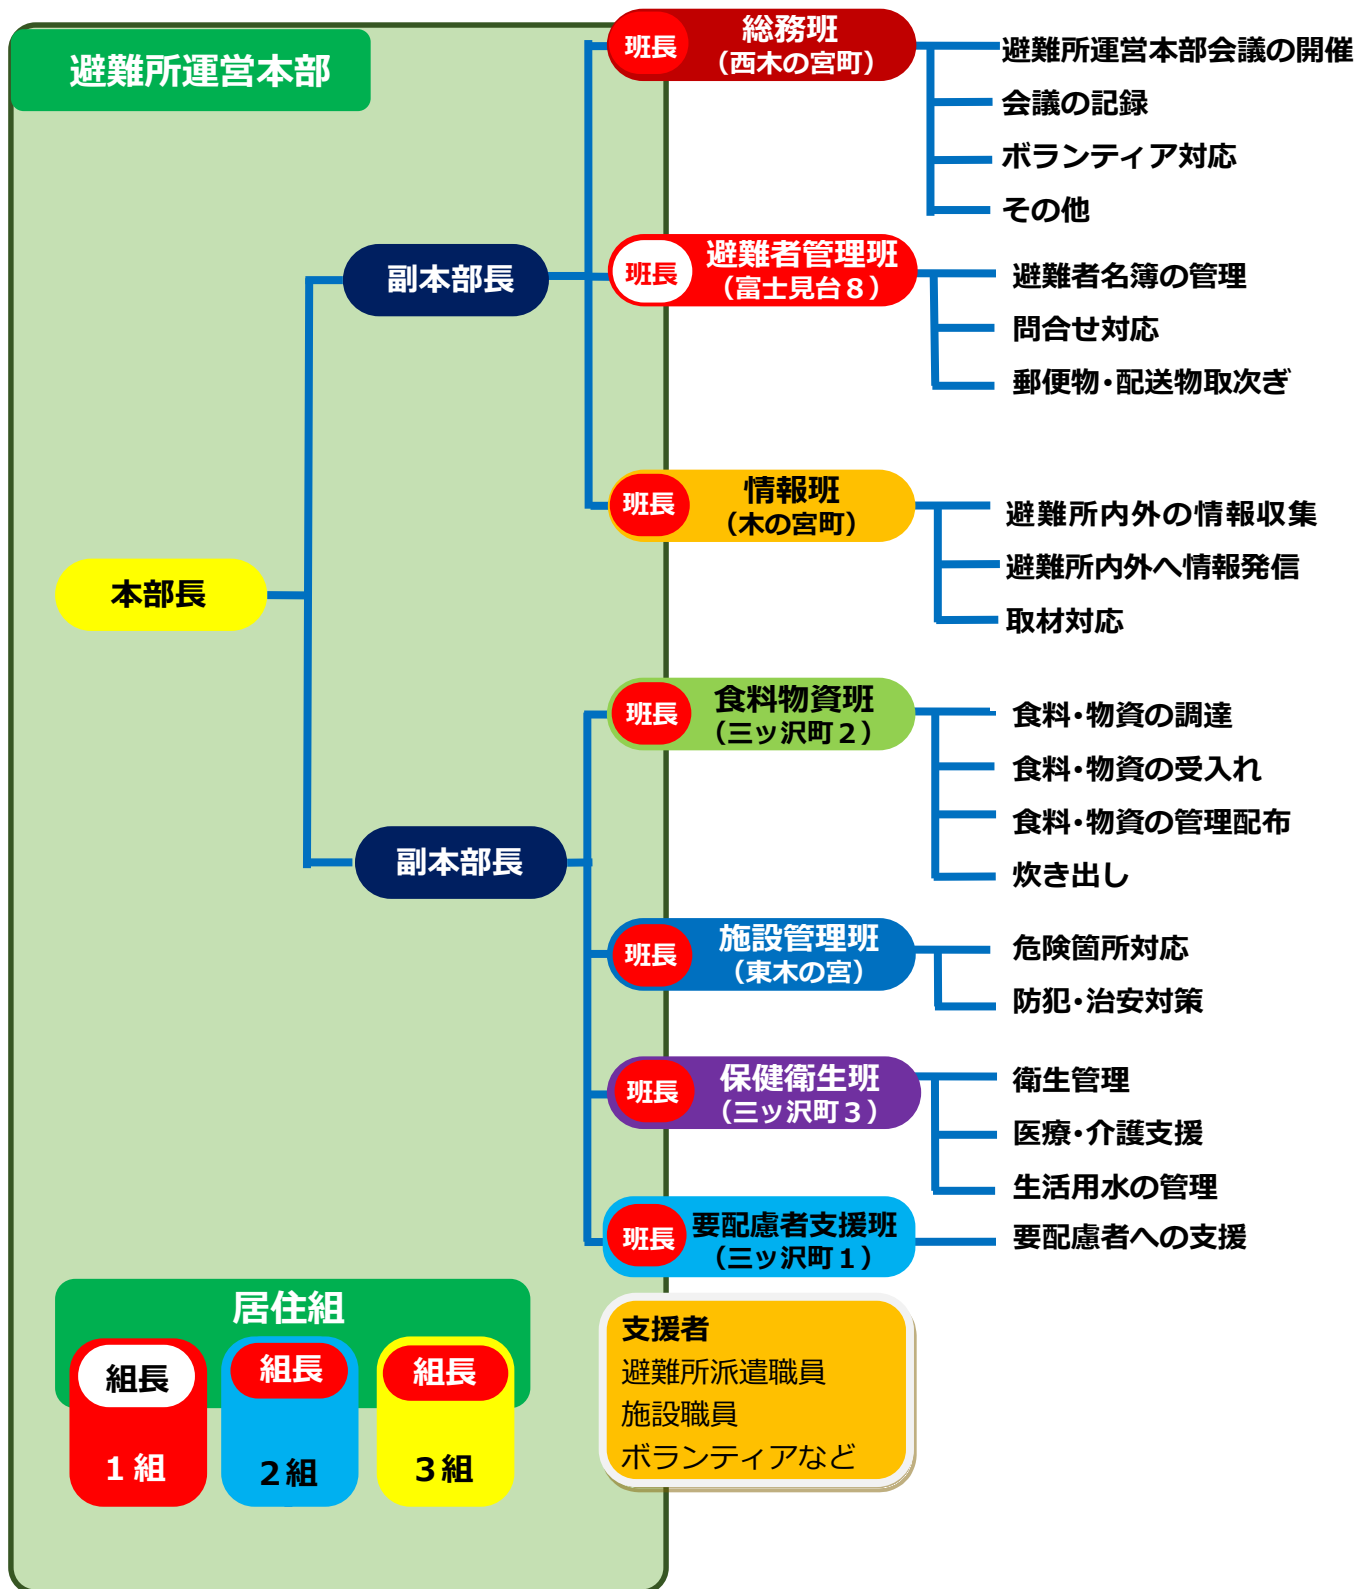 避難所運営本部
班長
総務班
（西木の宮町）
避難所運営本部会議の開催
会議の記録
ボランティア対応
その他
副本部長
班長
避難者管理班
（富士見台８）
避難者名簿の管理
問合せ対応
郵便物・配送物取次ぎ
班長
情報班
（木の宮町）
避難所内外の情報収集
避難所内外へ情報発信
取材対応
本部長
班長
食料物資班
（三ッ沢町２）
食料・物資の調達
食料・物資の受入れ
食料・物資の管理配布
炊き出し
副本部長
班長
施設管理班
（東木の宮）
危険箇所対応
防犯・治安対策
班長
保健衛生班
（三ッ沢町３）
衛生管理
医療・介護支援
生活用水の管理
班長
要配慮者支援班
（三ッ沢町１）
要配慮者への支援
居住組
組長
１組
組長
２組
組長
３組
支援者
避難所派遣職員
施設職員
ボランティアなど